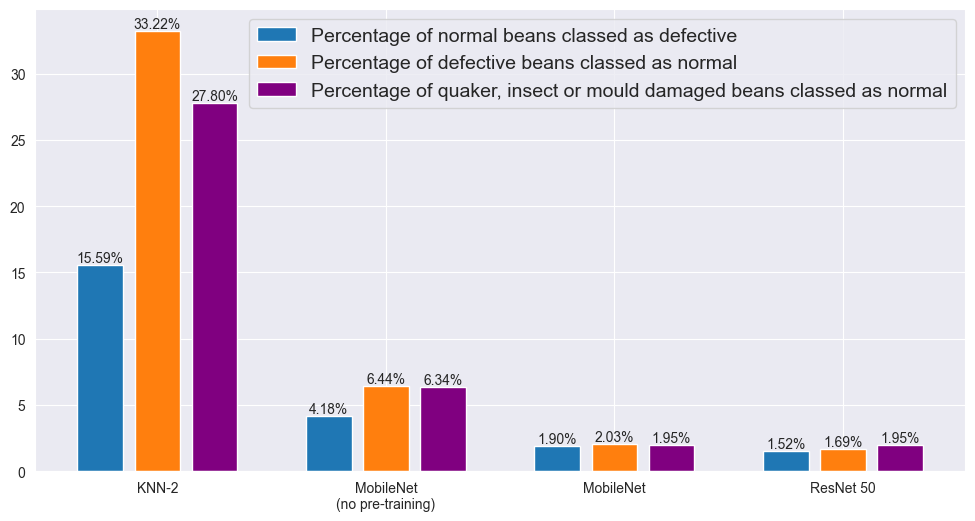 33.22%
Percentage of normal beans classed as defective
Percentage of defective beans classed as normal
Percentage of quaker, insect or mould damaged beans classed as normal
27.80%
15.59%
4.18%
6.44%
6.34%
1.90%
2.03%
1.95%
1.52%
1.69%
1.95%
30
25
20
15
10
5
0
KNN-2
MobileNet
(no pre-training)
MobileNet
ResNet 50